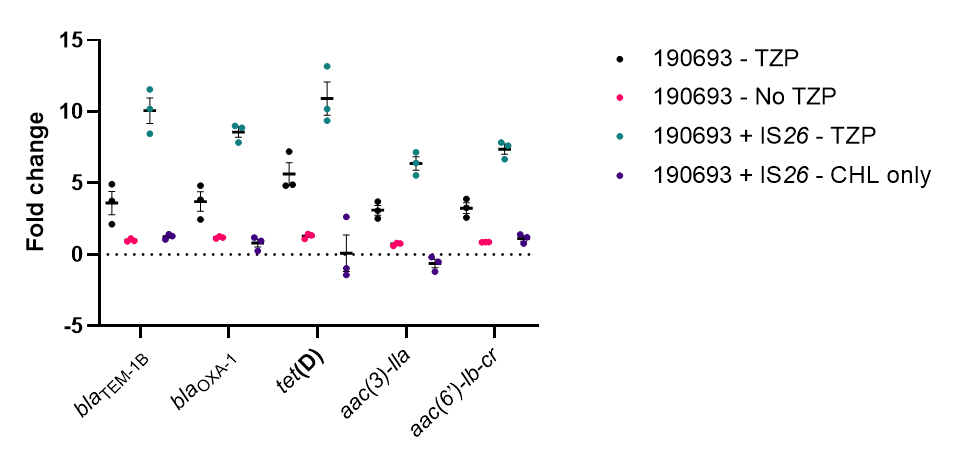 15
10
5
0
-5
Fold change
blaTEM-1B
blaOXA-1
tet(D)
aac(3)-IIa
aac(6')-Ib-cr
190693 - TZP
190693 - No TZP
190693 + IS26 - TZP
190693 + IS26 - CHL only